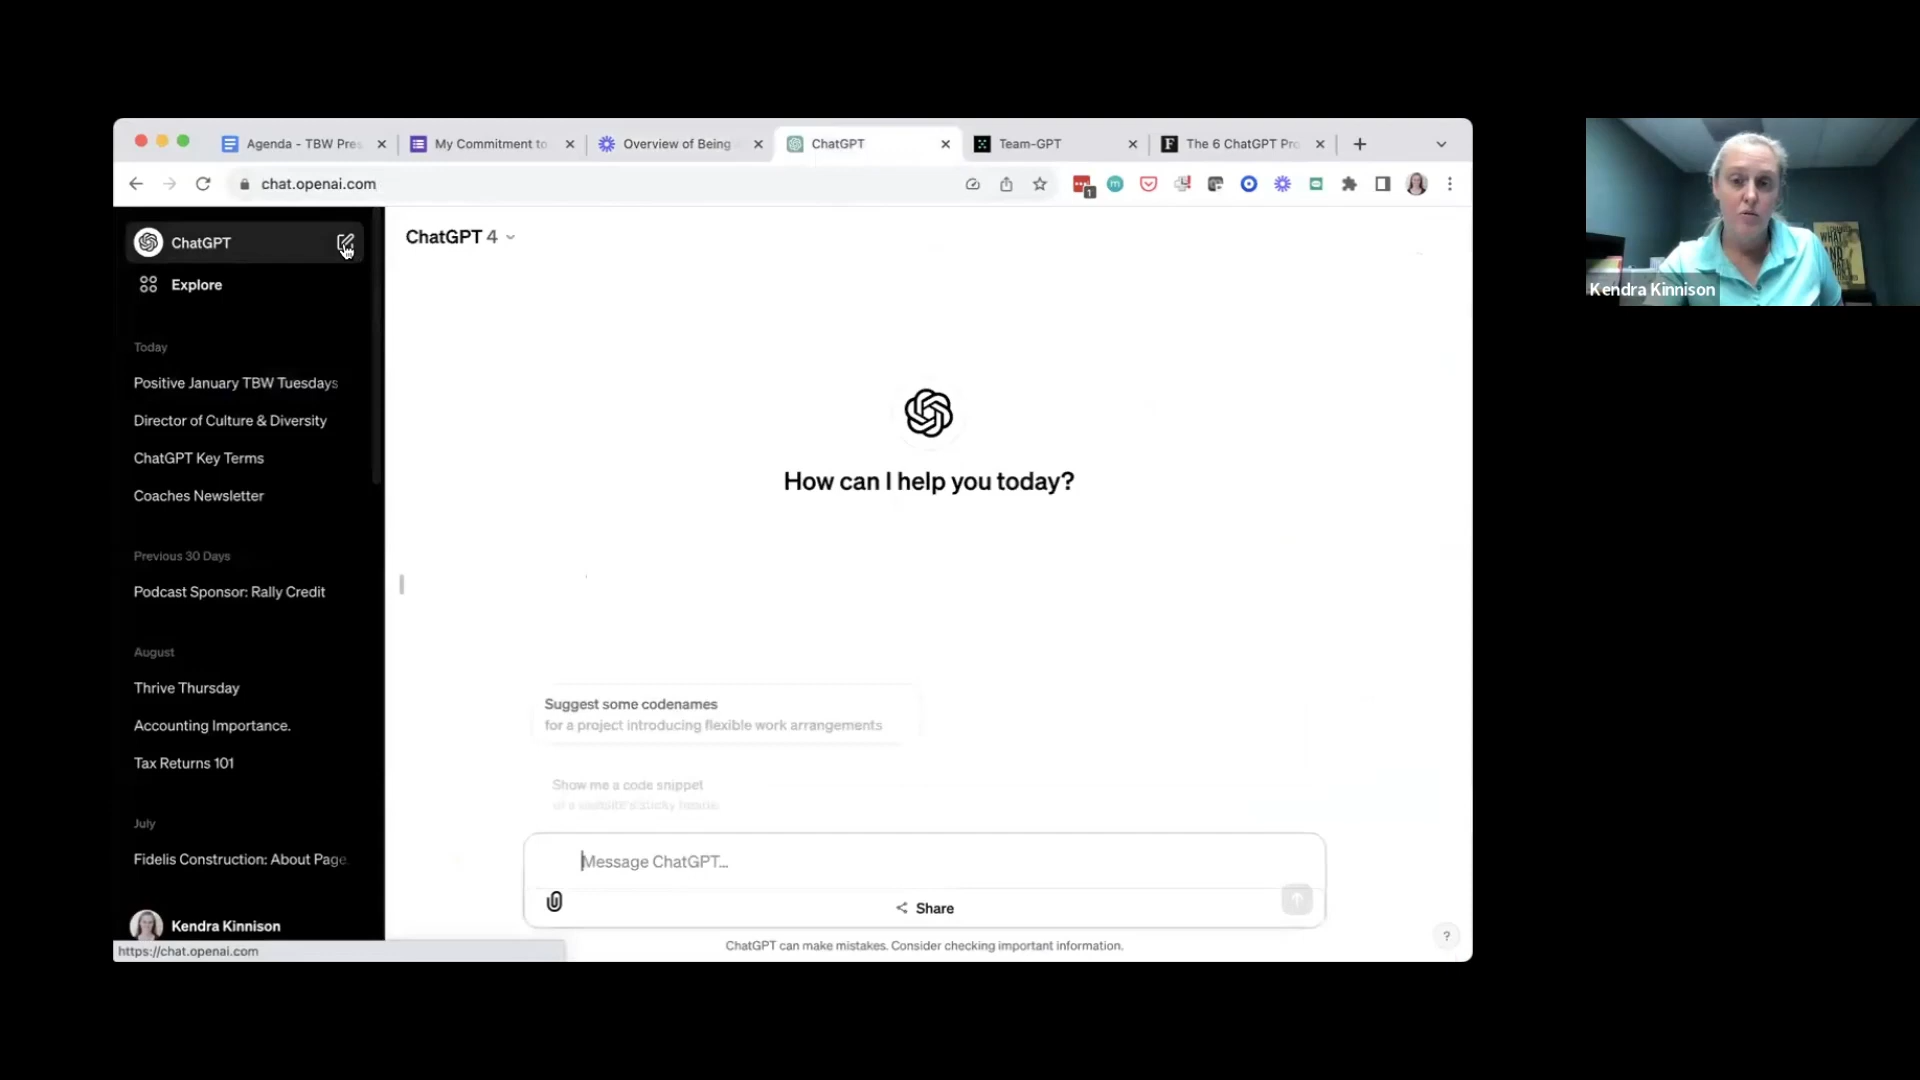 Agenda - TBW Pres
My Commitment to
Overview of Being
ChatGPT
Team-GPT
The 6 ChatGPT Pro
chat.openai.com
1
ChatGPT
Explore
Today
Positive January TBW Tuesdays
Director of Culture & Diversity
ChatGPT Key Terms
Coaches Newsletter
Previous 30 Days
Podcast Sponsor: Rally Credit
August
Thrive Thursday
Accounting Importance.
Tax Returns 101
July
Fidelis Construction: About Page
Kendra Kinnison
https://chat.openai.com
ChatGPT 4
How can I help you today?
Suggest some codenames
for a project introducing flexible work arrangements
Show me a code snippet
Message ChatGPT...
Share
ChatGPT can make mistakes. Consider checking important information.
?
WHAT
AND
Kendra Kinnison